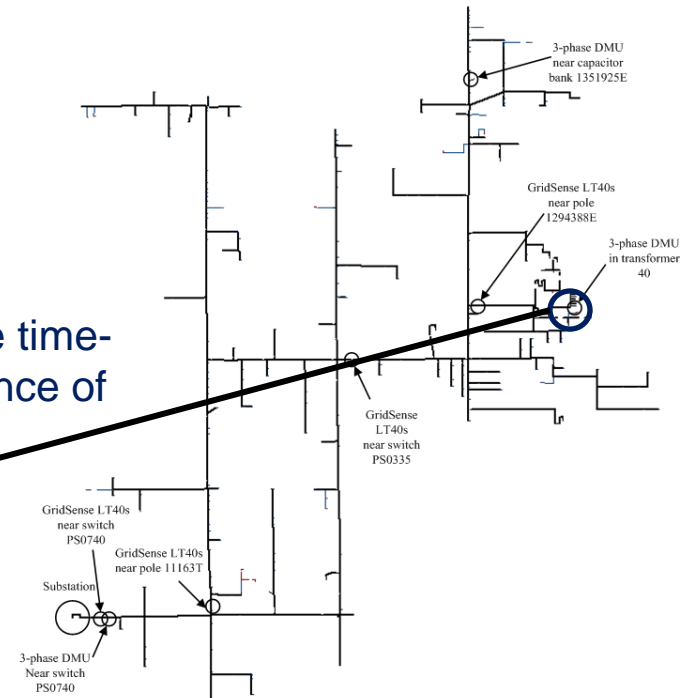 3-phase DMU
near capacitor
bank 1351925E
GridSense LT40s
near pole
1294388E
3-phase DMU
in transformer
40
e time-
nce of
GridSense
LT40s
near switch
PS0335
GridSense LT40s
near switch
PS0740
GridSense LT40s
near pole 11163T
Substation
3-phase DMU
Near switch
PS0740